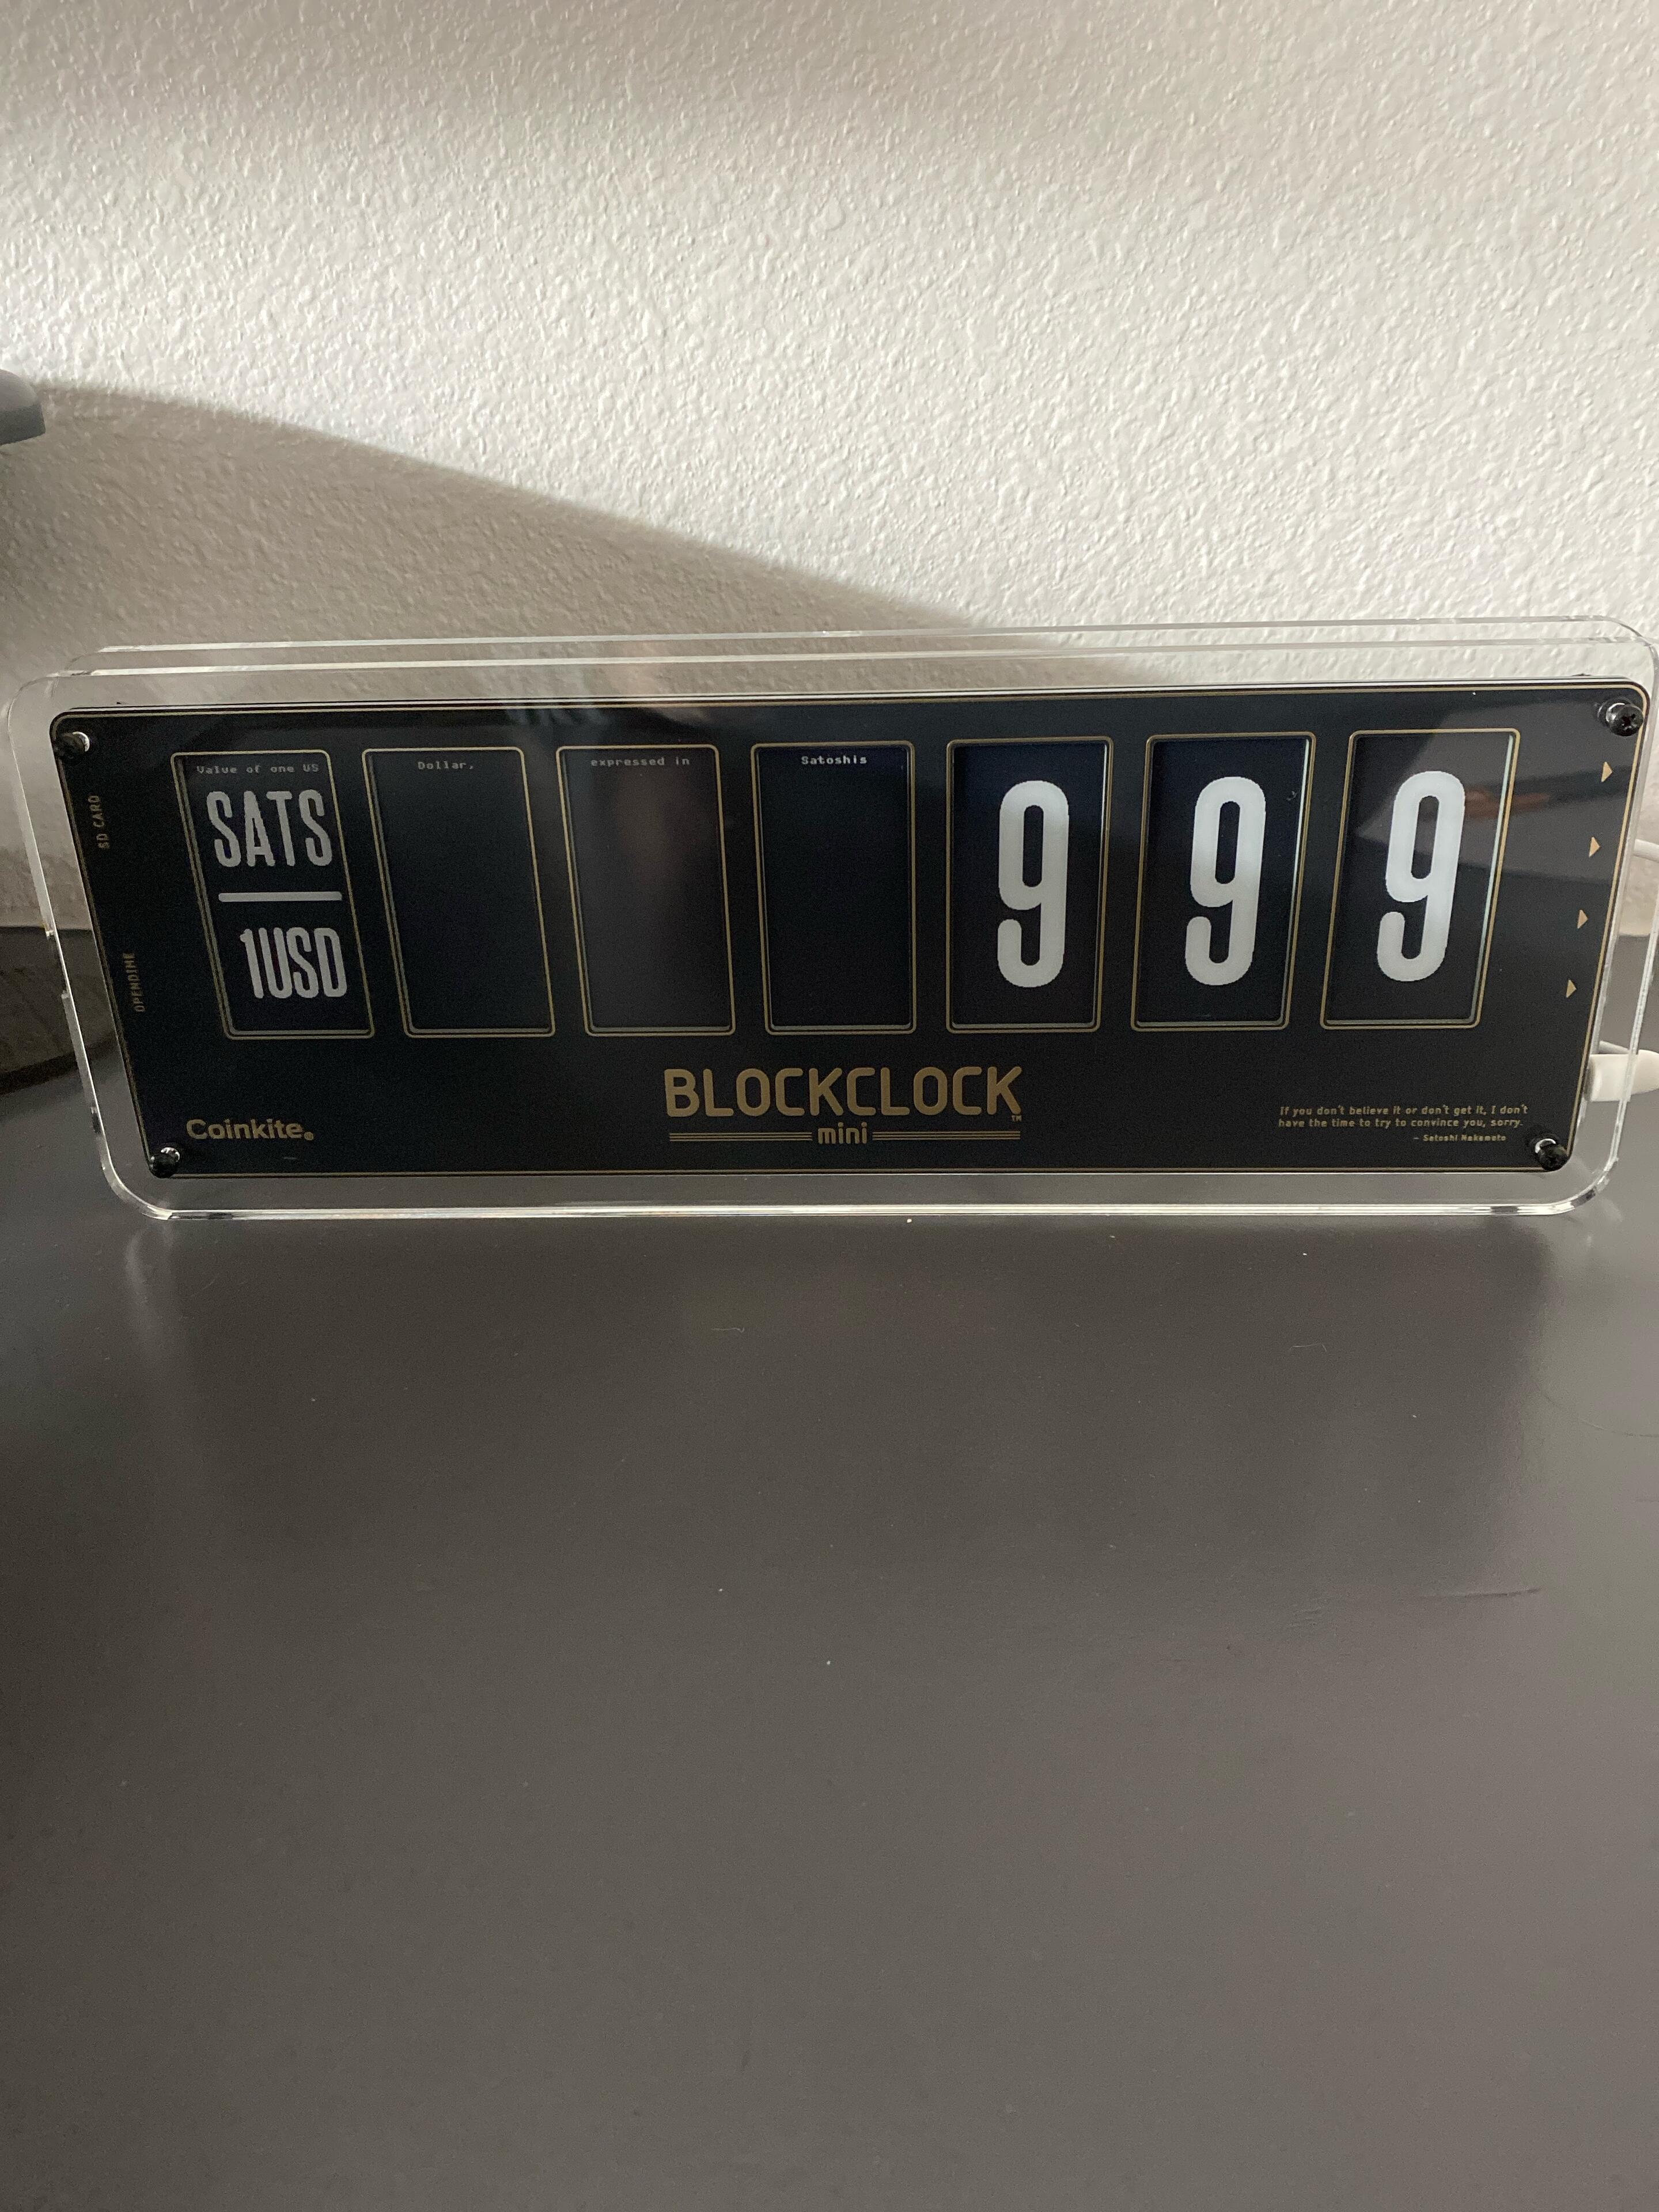 Value of one US Dollar, expressed in Satoshis
SATS
1USD
9 9 9
SD CARD
OPENDIME
BLOCKCLOCK™
mini
Coinkite®
If you don't believe it or don't get it, I don't
have the time to try to convince you, sorry.
– Satoshi Nakamoto